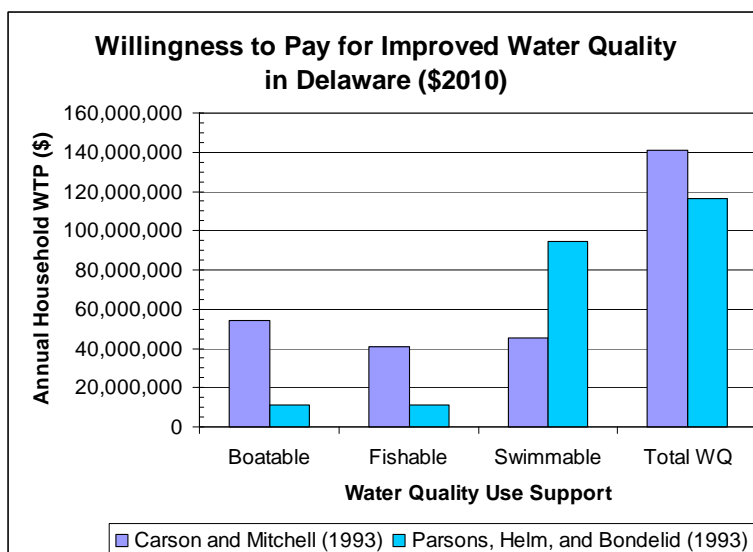 Willingness to Pay for Improved Water Quality
in Delaware ($2010)
Annual Household WTP ($)
160,000,000
140,000,000
120,000,000
100,000,000
80,000,000
60,000,000
40,000,000
20,000,000
0
Boatable Fishable Swimmable Total WQ
Water Quality Use Support
Carson and Mitchell (1993) Parsons, Helm, and Bondelid (1993)